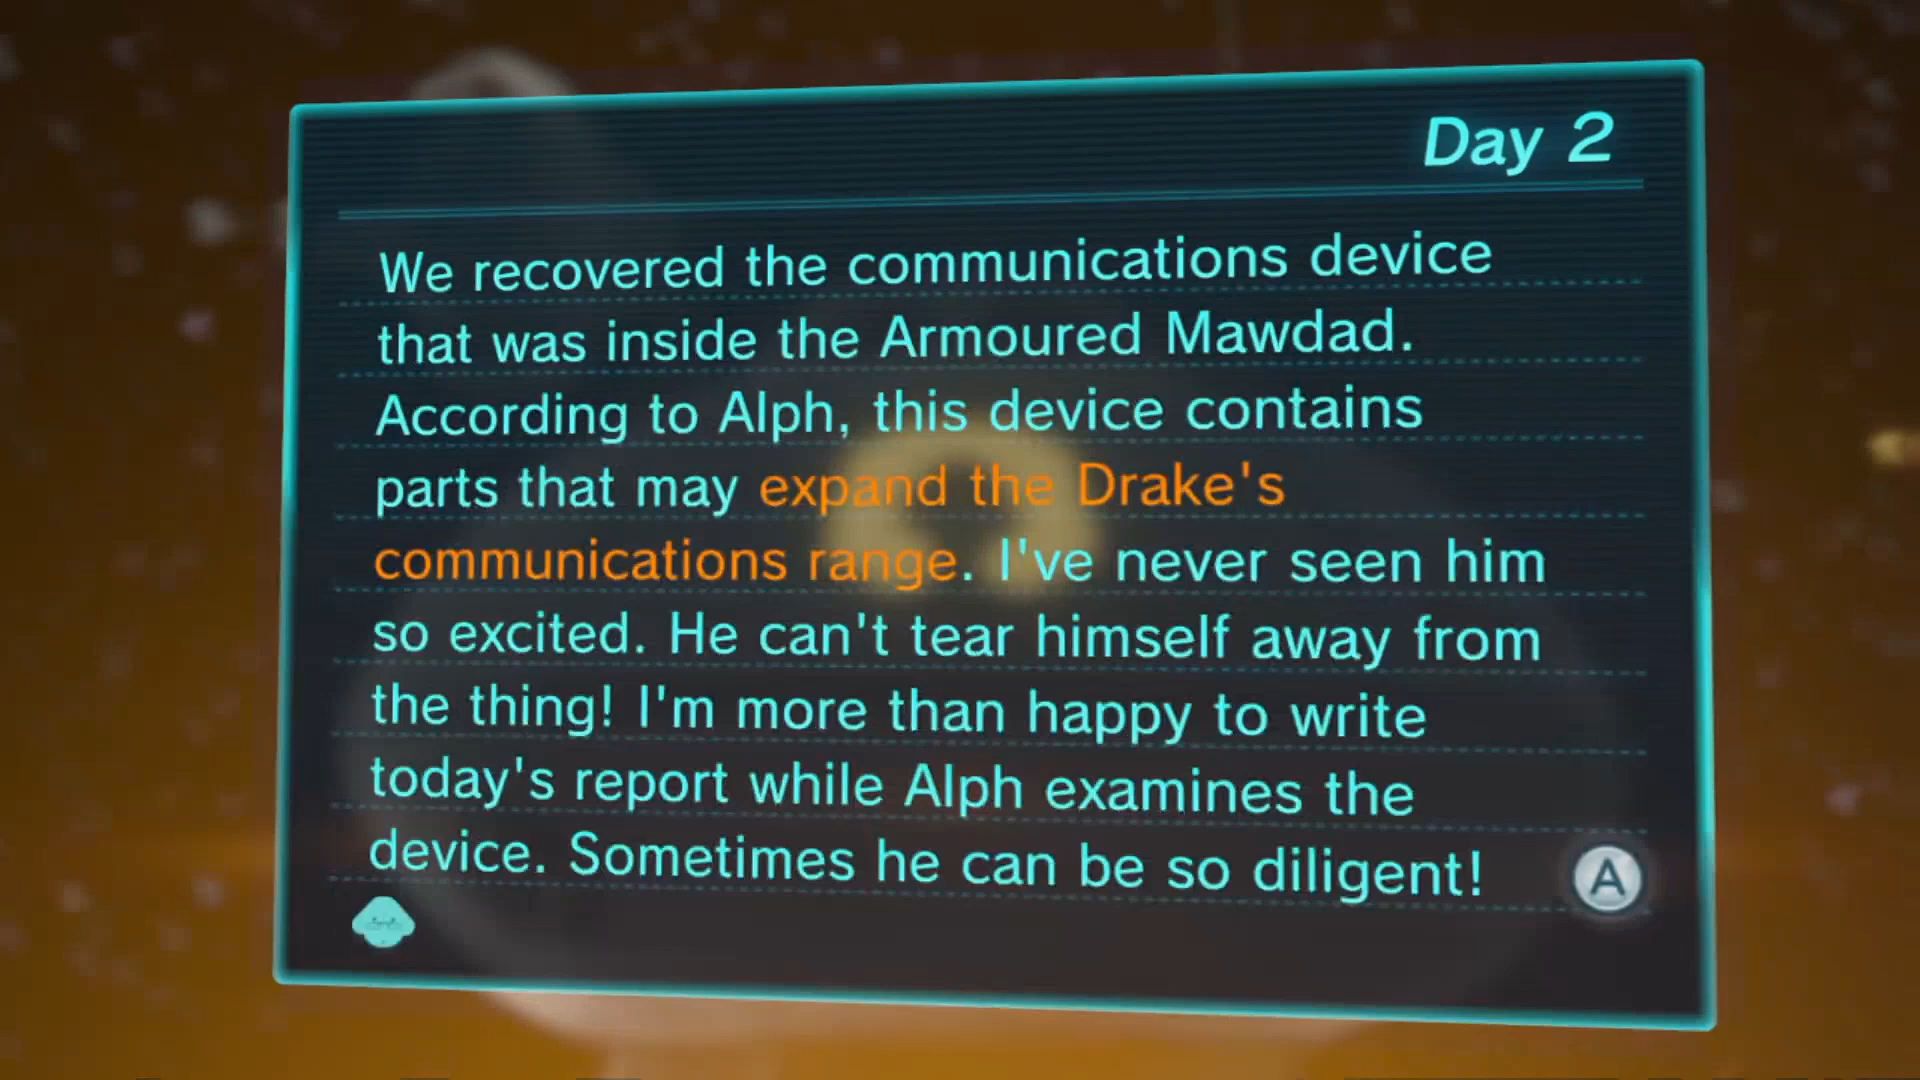 Day 2
We recovered the communications device
that was inside the Armoured Mawdad.
According to Alph, this device contains
parts that may expand the Drake's
communications range. I've never seen him
so excited. He can't tear himself away from
the thing! I'm more than happy to write
today's report while Alph examines the
device. Sometimes he can be so diligent!
A